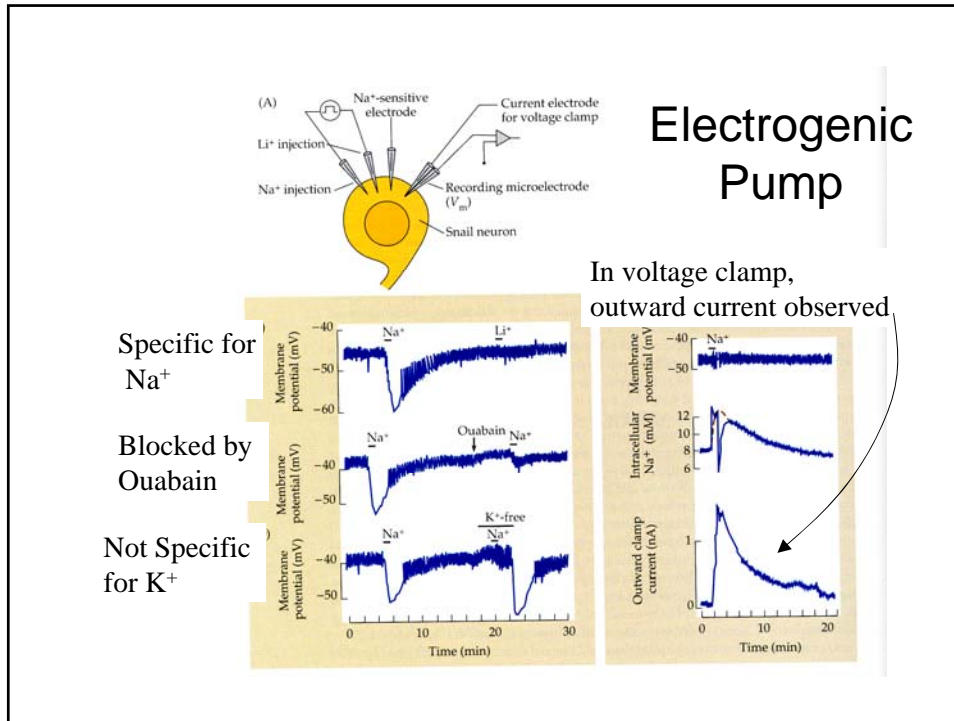 Electrogenic
Pump
(A)
Na⁺-sensitive
electrode
Current electrode
for voltage clamp
Li⁺ injection
Na⁺ injection
Recording microelectrode
(Vₘ)
Snail neuron
In voltage clamp,
outward current observed
Specific for
Na⁺
Membrane
potential (mV)
−40
−50
−60
Na⁺
Li⁺
Blocked by
Ouabain
Membrane
potential (mV)
−40
−50
Na⁺
Ouabain
Na⁺
Not Specific
for K⁺
)
Membrane
potential (mV)
−40
−50
Na⁺
K⁺-free
Na⁺
0 10 20 30
Time (min)
Membrane
potential (mV)
−40
−50
Na⁺
Intracellular
Na⁺ (mM)
12
10
8
6
Outward clamp
current (nA)
1
0
0 10 20
Time (min)